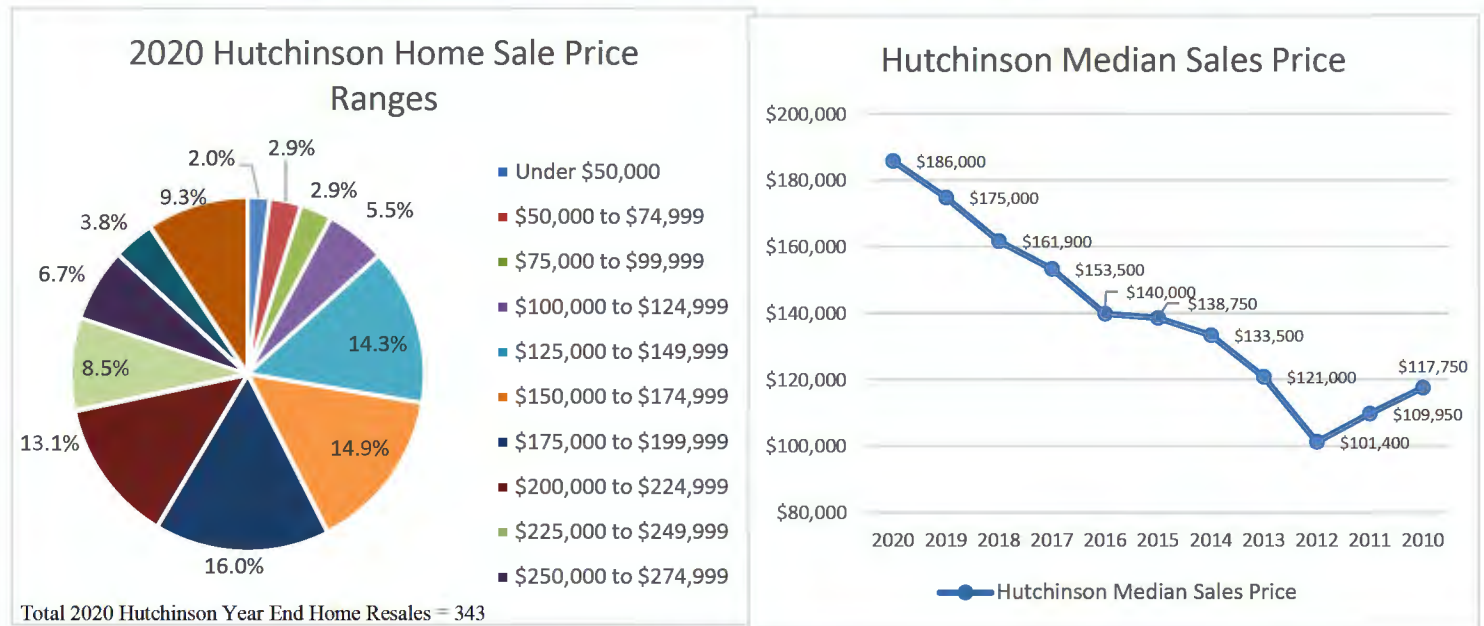 2020 Hutchinson Home Sale Price
Ranges
2.0%
2.9%
2.9%
5.5%
14.3%
14.9%
16.0%
13.1%
8.5%
6.7%
3.8%
9.3%
Under $50,000
$50,000 to $74,999
$75,000 to $99,999
$100,000 to $124,999
$125,000 to $149,999
$150,000 to $174,999
$175,000 to $199,999
$200,000 to $224,999
$225,000 to $249,999
$250,000 to $274,999
Total 2020 Hutchinson Year End Home Resales = 343
Hutchinson Median Sales Price
$200,000
$180,000
$160,000
$140,000
$120,000
$100,000
$80,000
$186,000
$175,000
$161,900
$153,500
$140,000
$138,750
$133,500
$121,000
$101,400
$109,950
$117,750
2020 2019 2018 2017 2016 2015 2014 2013 2012 2011 2010
Hutchinson Median Sales Price